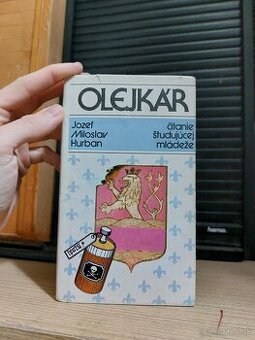 OLEJKÁR
Jozef
Miloslav
Hurban
čítanie
študujúcej
mládeže
hama.